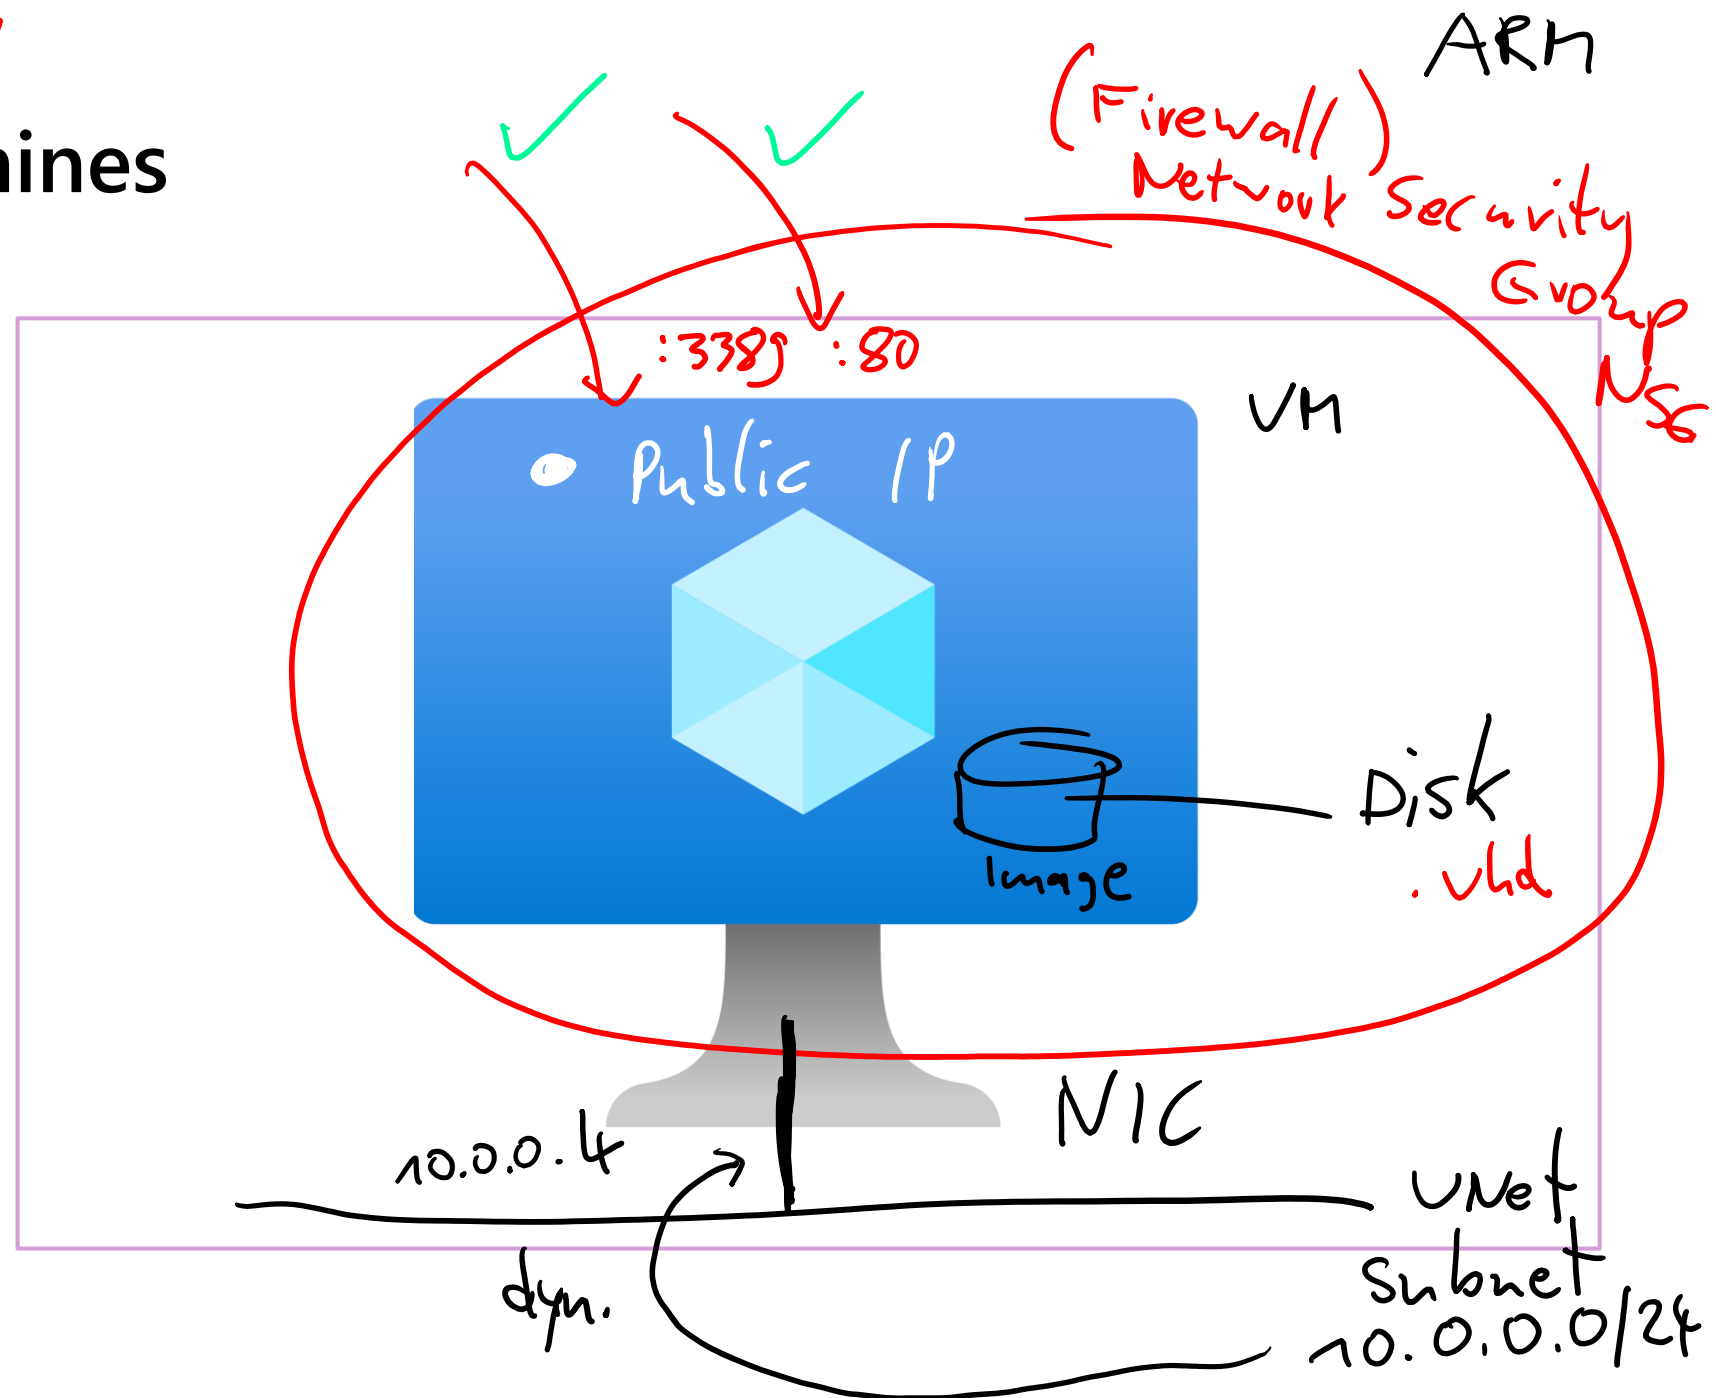 ARM
(Firewall)
hines
Network Security
Group
NSG
:3389 :80
VM
Public IP
Disk
.vhd
Image
NIC
10.0.0.4
VNet
dyn.
Subnet
10.0.0.0/24